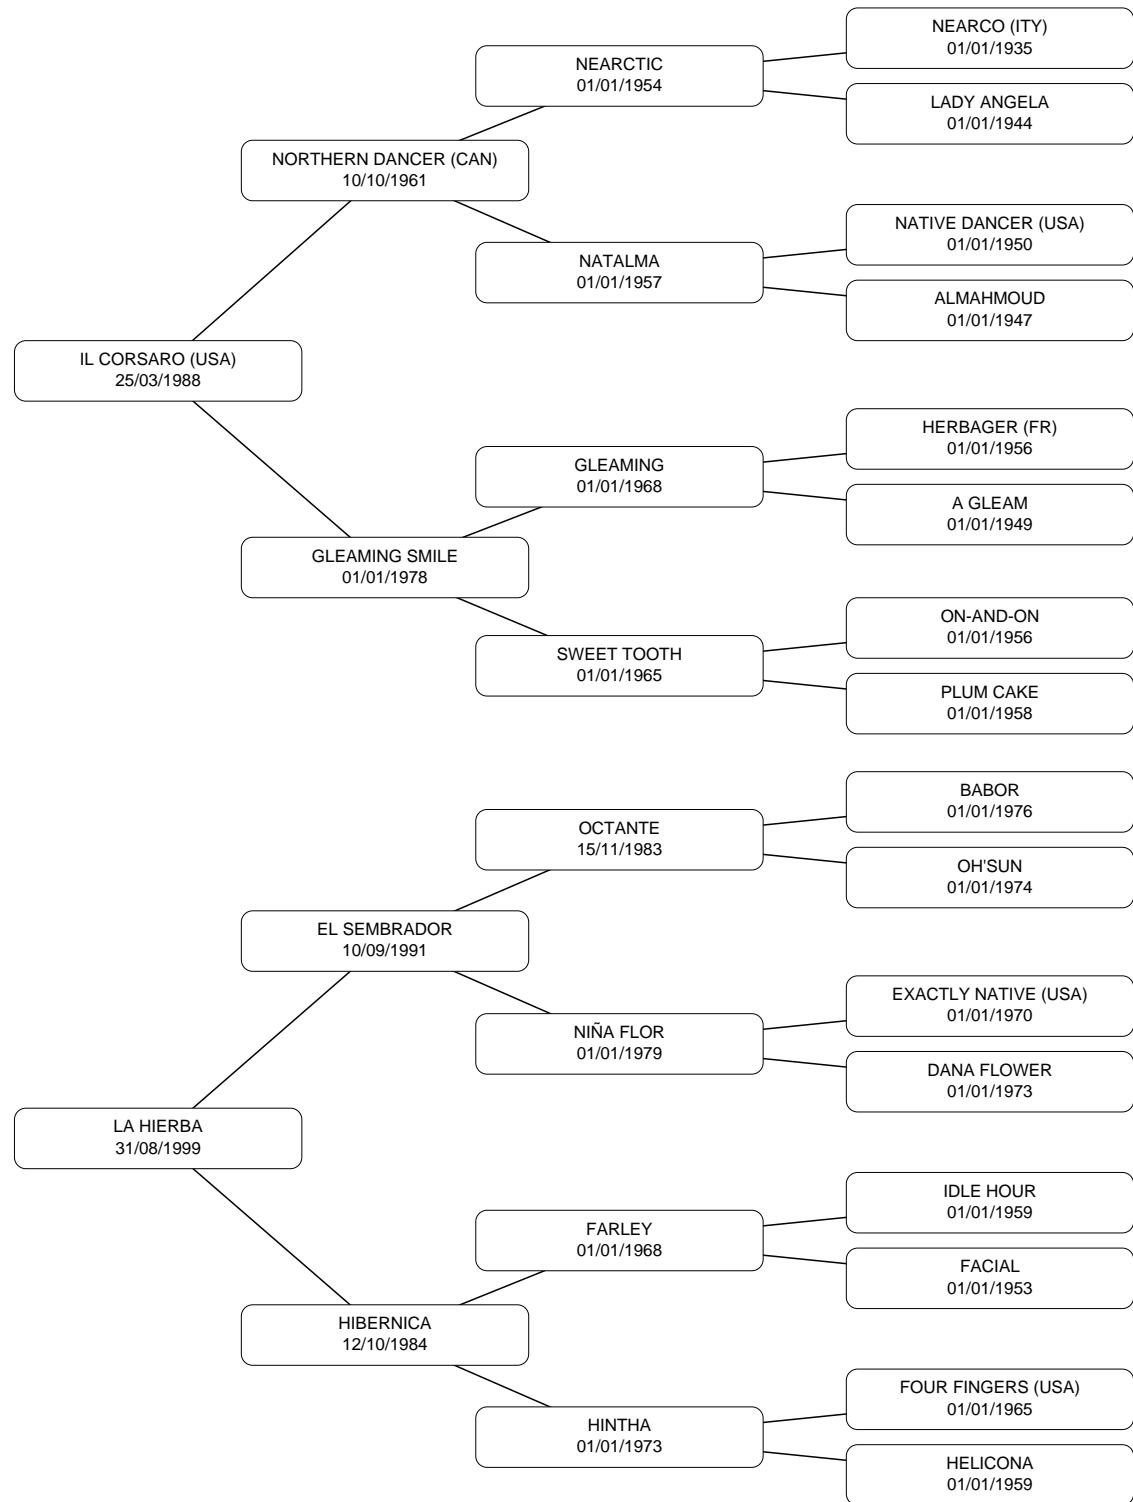 NEARCO (ITY)
01/01/1935
NEARCTIC
01/01/1954
LADY ANGELA
01/01/1944
NORTHERN DANCER (CAN)
10/10/1961
NATIVE DANCER (USA)
01/01/1950
NATALMA
01/01/1957
ALMAHMOUD
01/01/1947
IL CORSARO (USA)
25/03/1988
HERBAGER (FR)
01/01/1956
GLEAMING
01/01/1968
A GLEAM
01/01/1949
GLEAMING SMILE
01/01/1978
ON-AND-ON
01/01/1956
SWEET TOOTH
01/01/1965
PLUM CAKE
01/01/1958
BABOR
01/01/1976
OCTANTE
15/11/1983
OH'SUN
01/01/1974
EL SEMBRADOR
10/09/1991
EXACTLY NATIVE (USA)
01/01/1970
NIÑA FLOR
01/01/1979
DANA FLOWER
01/01/1973
LA HIERBA
31/08/1999
IDLE HOUR
01/01/1959
FARLEY
01/01/1968
FACIAL
01/01/1953
HIBERNICA
12/10/1984
FOUR FINGERS (USA)
01/01/1965
HINTHA
01/01/1973
HELICONA
01/01/1959